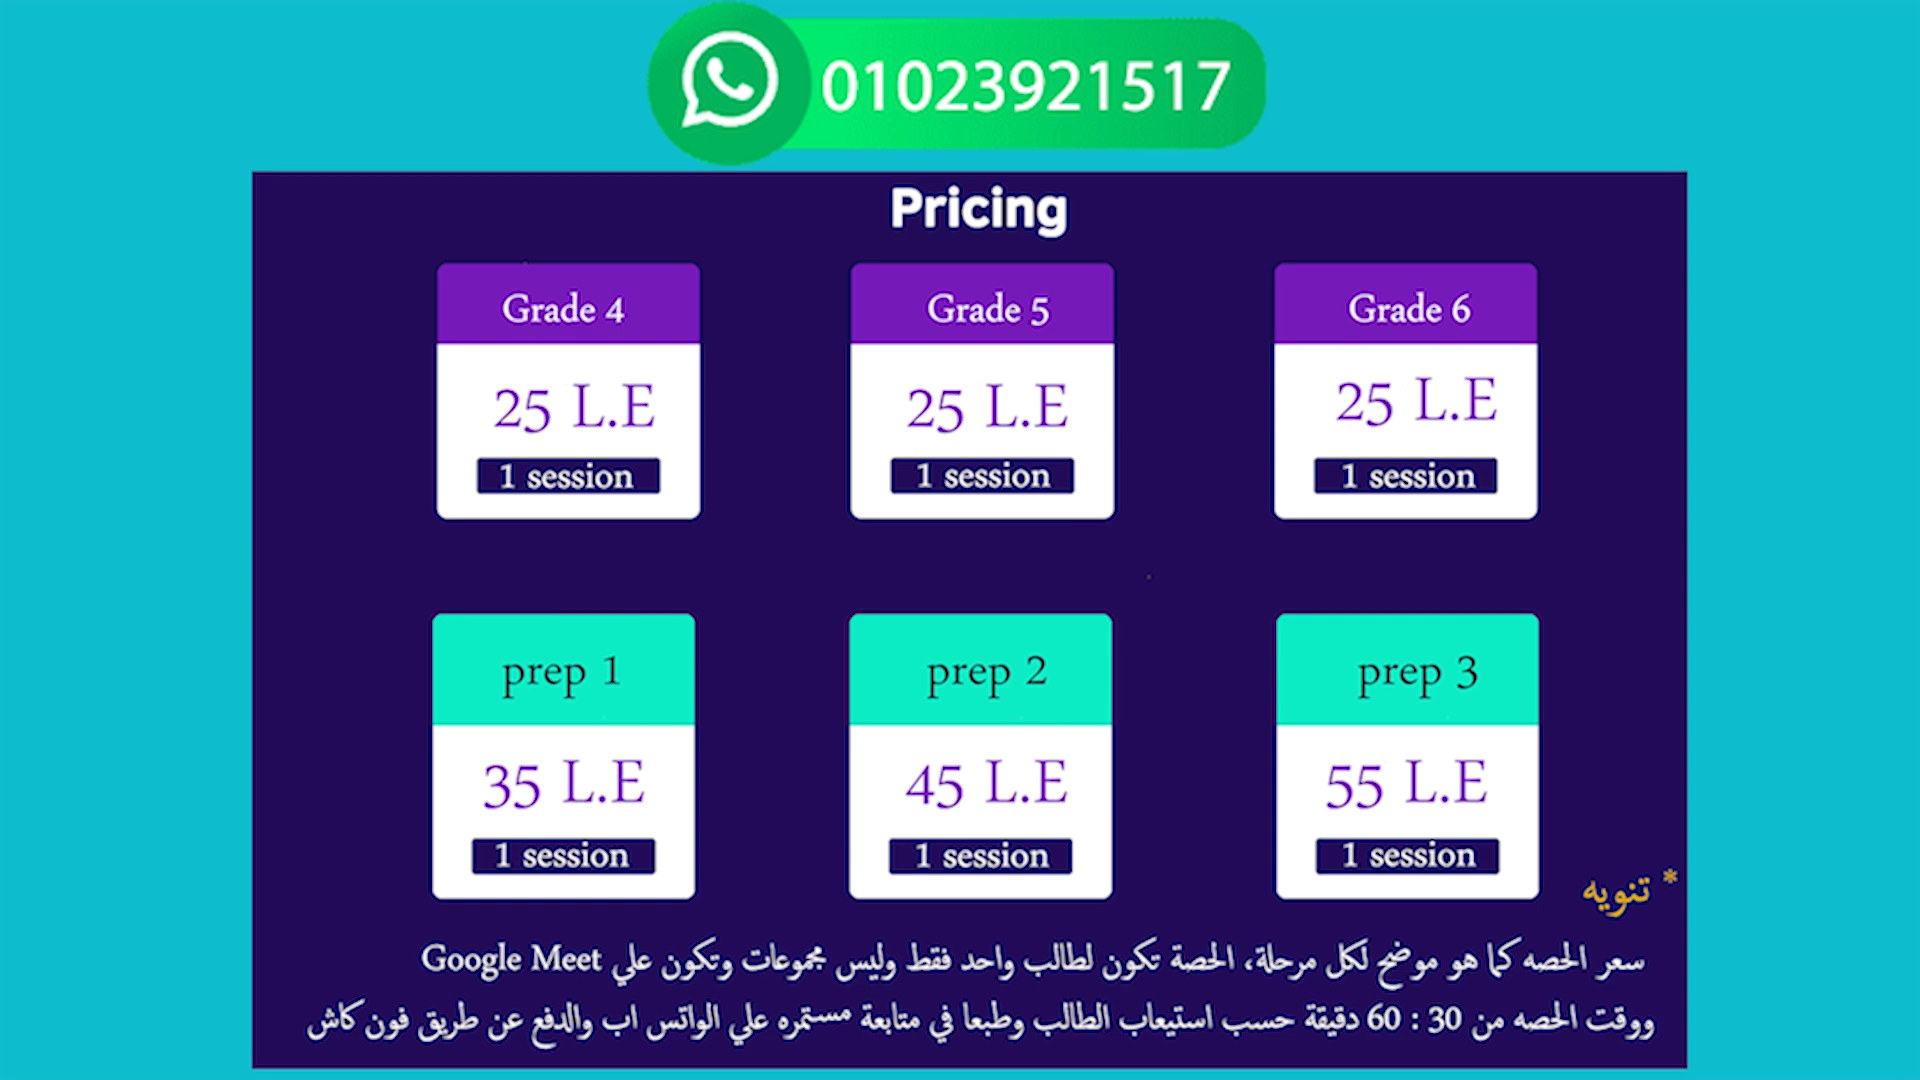 01023921517
Pricing
Grade 4
25 L.E
1 session
Grade 5
25 L.E
1 session
Grade 6
25 L.E
1 session
prep 1
35 L.E
1 session
prep 2
45 L.E
1 session
prep 3
55 L.E
1 session
* تنويه
سعر الحصه كما هو موضح لكل مرحلة، الحصة تكون لطالب واحد فقط وليس مجموعات وتكون علي Google Meet
ووقت الحصه من 30 : 60 دقيقة حسب استيعاب الطالب وطبعا في متابعة مستمره علي الواتس اب والدفع عن طريق فون كاش